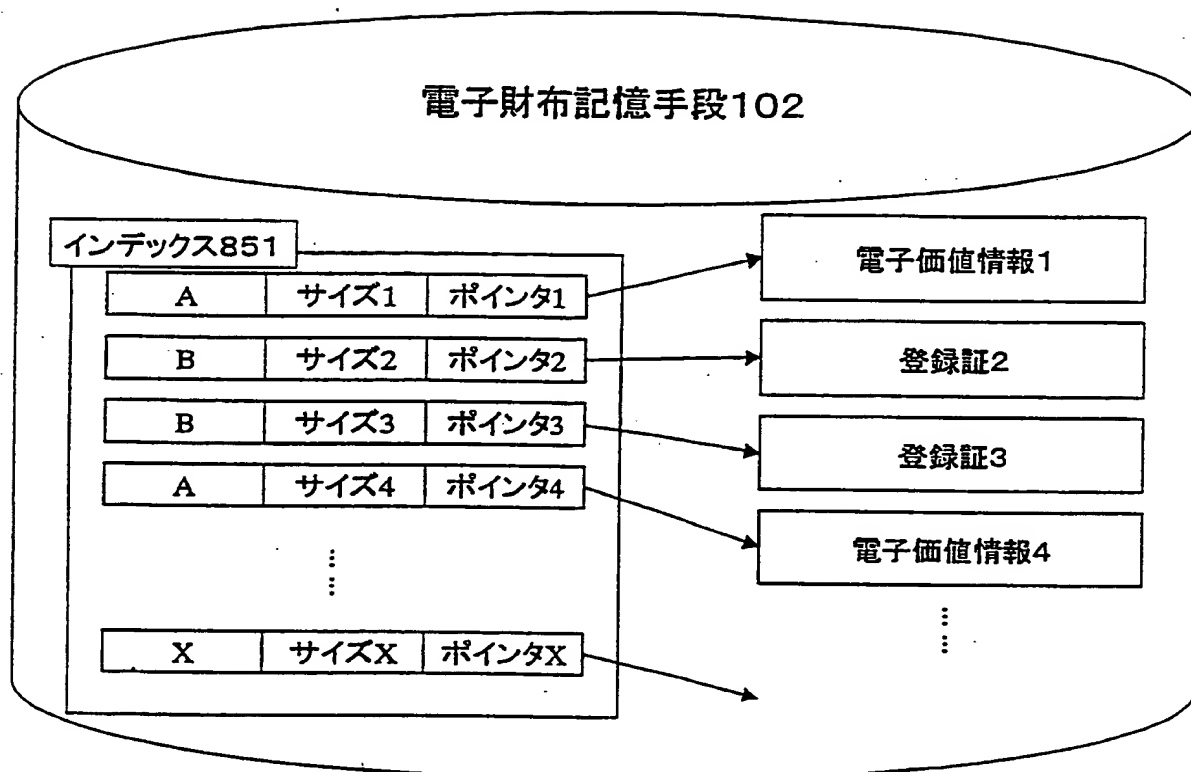 電子財布記憶手段102
インデックス851
A サイズ1 ポインタ1
B サイズ2 ポインタ2
B サイズ3 ポインタ3
A サイズ4 ポインタ4
⋮
X サイズX ポインタX
電子価値情報1
登録証2
登録証3
電子価値情報4
⋮